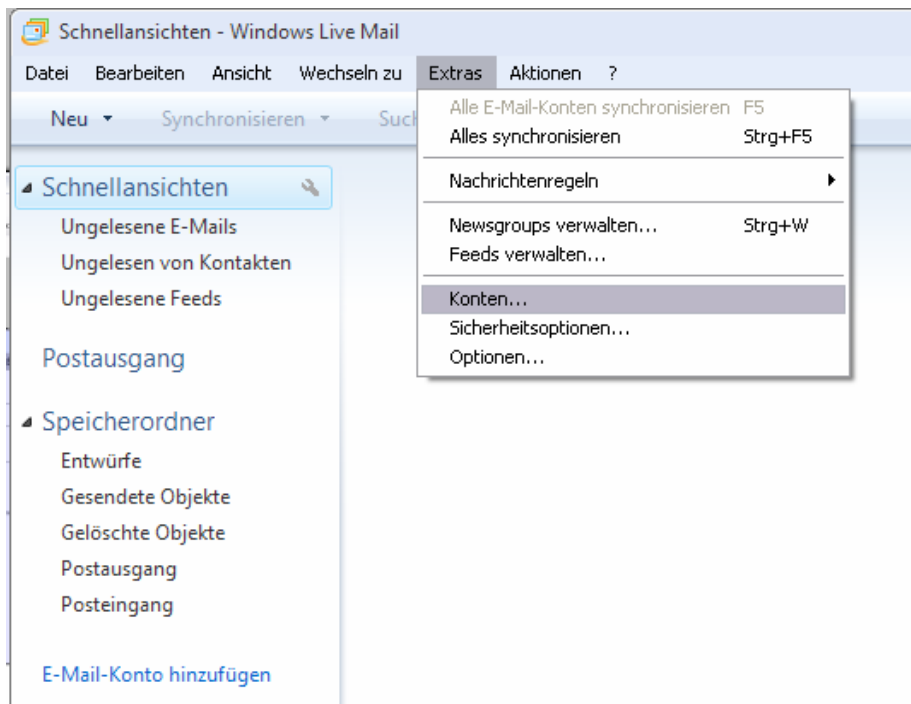 Schnellansichten - Windows Live Mail
Datei Bearbeiten Ansicht Wechseln zu Extras Aktionen ?
Neu Synchronisieren
Alle E-Mail-Konten synchronisieren F5
Alles synchronisieren Strg+F5
Nachrichtenregeln
Newsgroups verwalten... Strg+W
Feeds verwalten...
Konten...
Sicherheitsoptionen...
Optionen...
Schnellansichten
Ungelesene E-Mails
Ungelesen von Kontakten
Ungelesene Feeds
Postausgang
Speicherordner
Entwürfe
Gesendete Objekte
Gelöschte Objekte
Postausgang
Posteingang
E-Mail-Konto hinzufügen